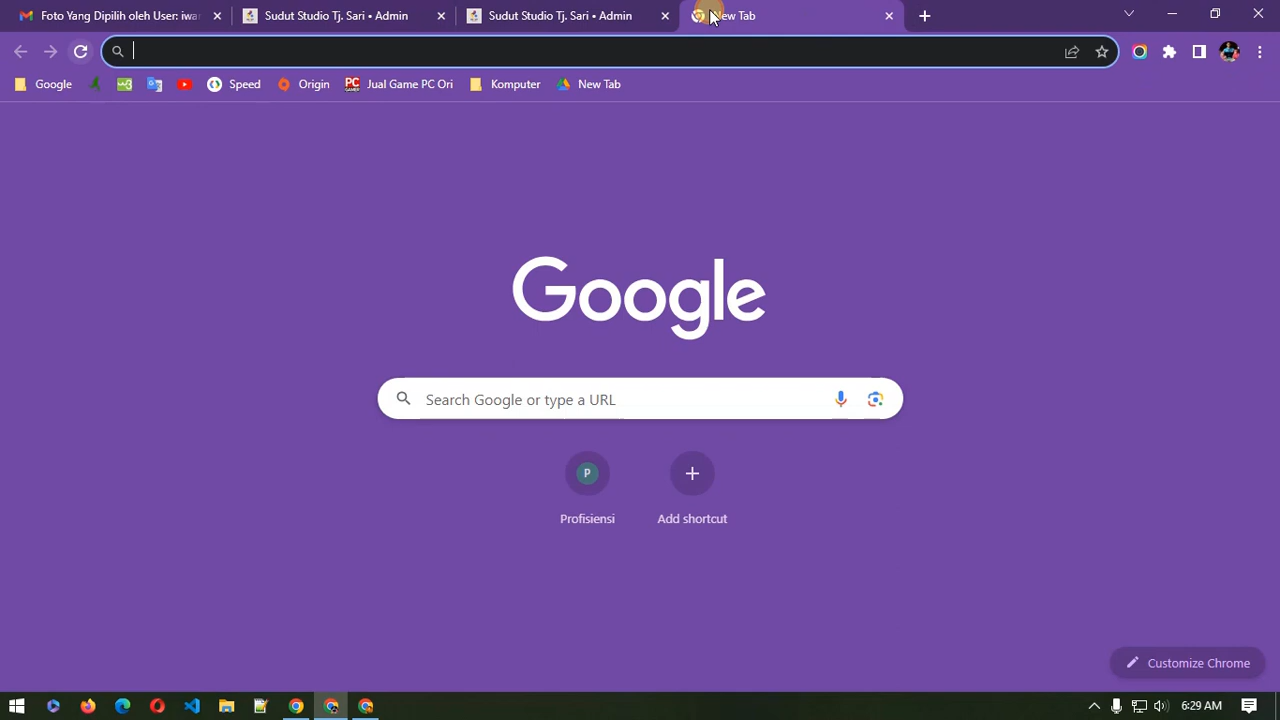 Foto Yang Dipilih oleh User: iwa
Sudut Studio Tj. Sari • Admin
Sudut Studio Tj. Sari • Admin
New Tab
Google
Speed
Origin
Jual Game PC Ori
Komputer
New Tab
Google
Search Google or type a URL
P
Profisiensi
Add shortcut
Customize Chrome
6:29 AM